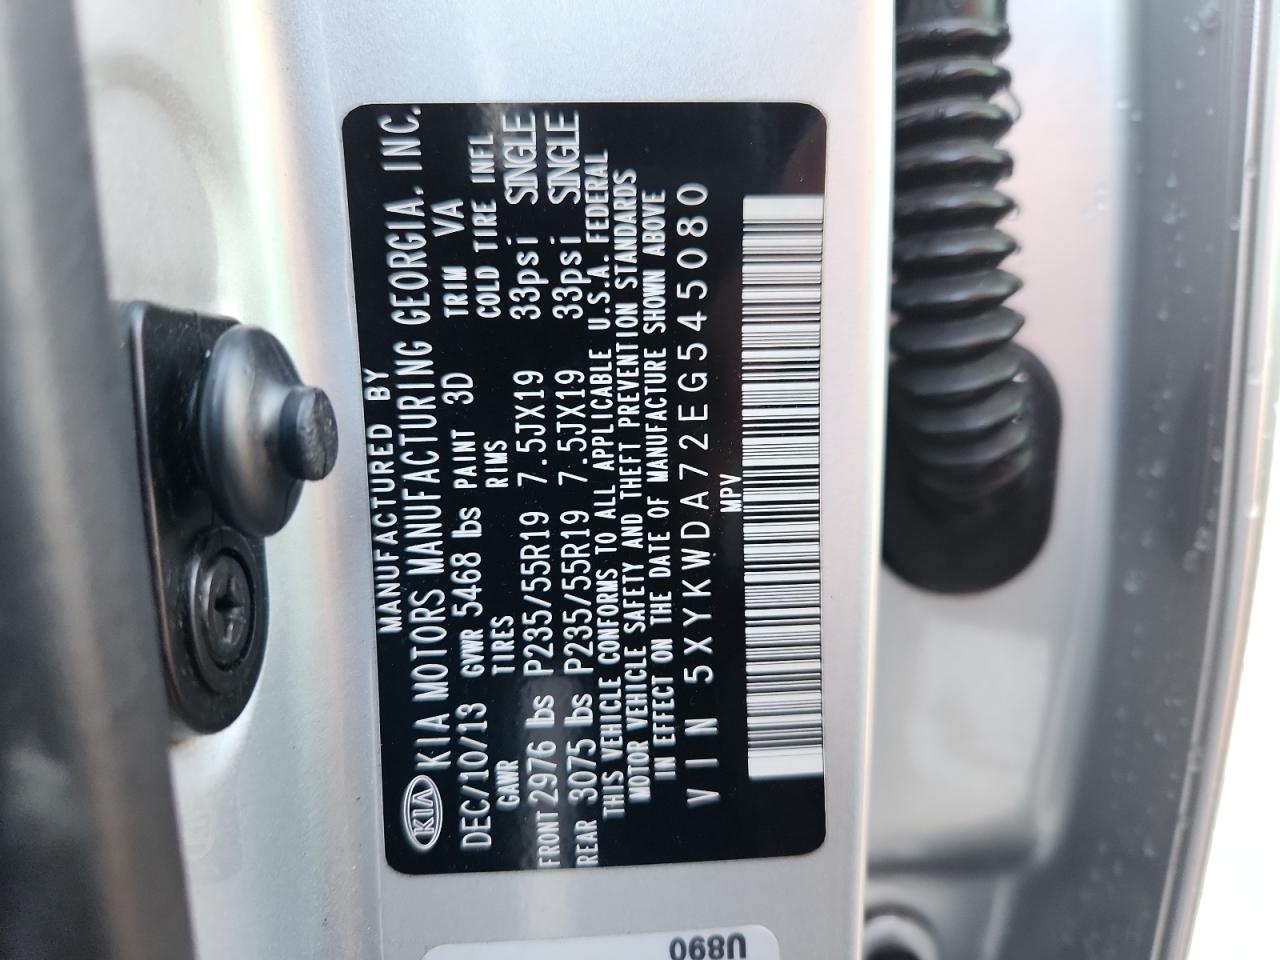 MANUFACTURED BY
KIA KIA MOTORS MANUFACTURING GEORGIA. INC.
DEC/10/13 GVWR 5468 lbs PAINT 3D TRIM VA
GAWR TIRES RIMS COLD TIRE INFL
FRONT 2976 lbs P235/55R19 7.5JX19 33psi SINGLE
REAR 3075 lbs P235/55R19 7.5JX19 33psi SINGLE
THIS VEHICLE CONFORMS TO ALL APPLICABLE U.S.A. FEDERAL
MOTOR VEHICLE SAFETY AND THEFT PREVENTION STANDARDS
IN EFFECT ON THE DATE OF MANUFACTURE SHOWN ABOVE
VIN 5XYKWDA72EG545080
MPV
U890